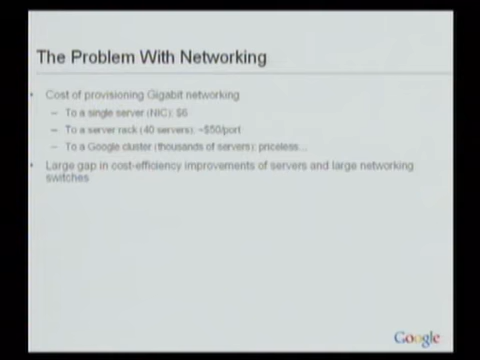 The Problem With Networking
• Cost of provisioning Gigabit networking
– To a single server (NIC): $6
– To a server rack (40 servers): ~$50/port
– To a Google cluster (thousands of servers): priceless...
• Large gap in cost-efficiency improvements of servers and large networking
switches
Google